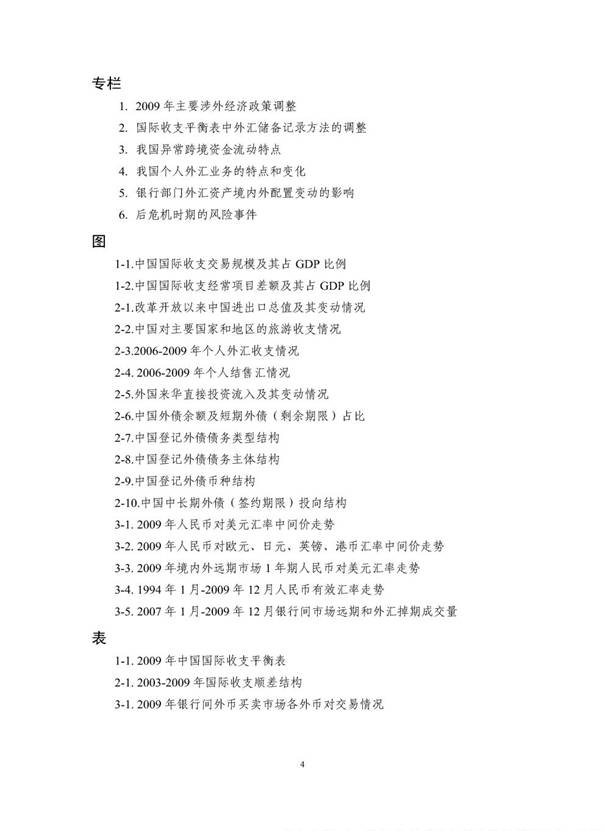 专栏
1. 2009 年主要涉外经济政策调整
2. 国际收支平衡表中外汇储备记录方法的调整
3. 我国异常跨境资金流动特点
4. 我国个人外汇业务的特点和变化
5. 银行部门外汇资产境内外配置变动的影响
6. 后危机时期的风险事件
图
1-1.中国国际收支交易规模及其占 GDP 比例
1-2.中国国际收支经常项目差额及其占 GDP 比例
2-1.改革开放以来中国进出口总值及其变动情况
2-2.中国对主要国家和地区的旅游收支情况
2-3.2006-2009 年个人外汇收支情况
2-4. 2006-2009 年个人结售汇情况
2-5.外国来华直接投资流入及其变动情况
2-6.中国外债余额及短期外债（剩余期限）占比
2-7.中国登记外债债务类型结构
2-8.中国登记外债债务主体结构
2-9.中国登记外债币种结构
2-10.中国中长期外债（签约期限）投向结构
3-1. 2009 年人民币对美元汇率中间价走势
3-2. 2009 年人民币对欧元、日元、英镑、港币汇率中间价走势
3-3. 2009 年境内外远期市场 1 年期人民币对美元汇率走势
3-4. 1994 年 1 月-2009 年 12 月人民币有效汇率走势
3-5. 2007 年 1 月-2009 年 12 月银行间市场远期和外汇掉期成交量
表
1-1. 2009 年中国国际收支平衡表
2-1. 2003-2009 年国际收支顺差结构
3-1. 2009 年银行间外币买卖市场各外币对交易情况
4